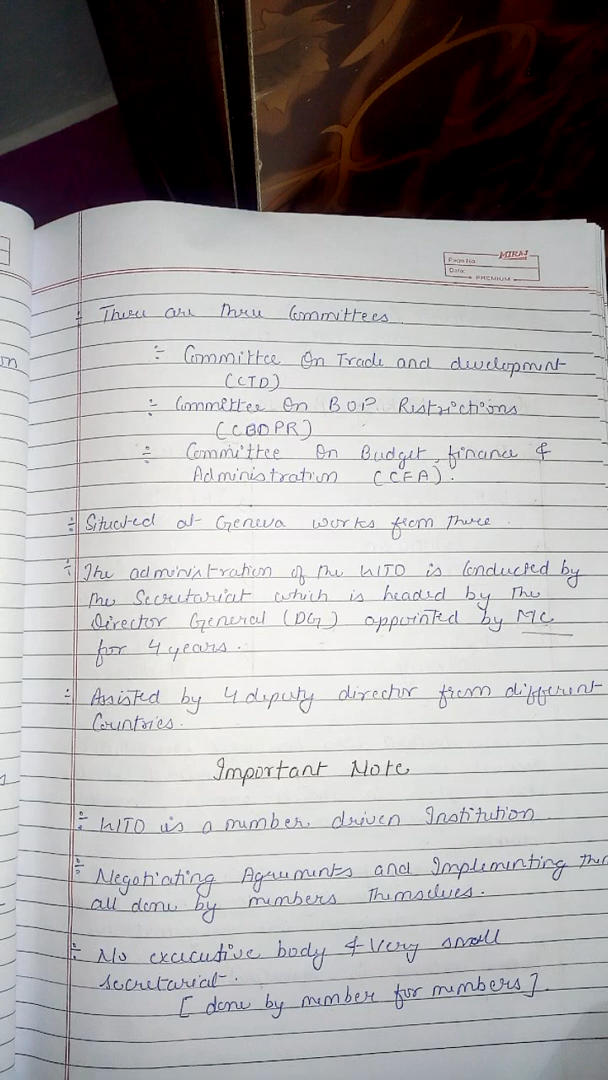 MIRAJ
Page No.
Date:
PREMIUM
÷ There are three Committees.
÷ Committee On Trade and development
(CTD)
÷ Committee On BOP. Restrictions
(CBOPR)
÷ Committee On Budget, finance &
Administration (CFA).
÷ Situated at Geneva works from there.
÷ The administration of the WTO is Conducted by
the Secretariat which is headed by the
Director General (DG) appointed by MC
for 4 years.
÷ Assisted by 4 deputy director from different
Countries.
Important Note
÷ WTO is a member driven Institution
÷ Negotiating Agreements and Implementing them
all done by members themselves.
÷ No executive body & very small
secretariat.
[ done by member for members ].
on